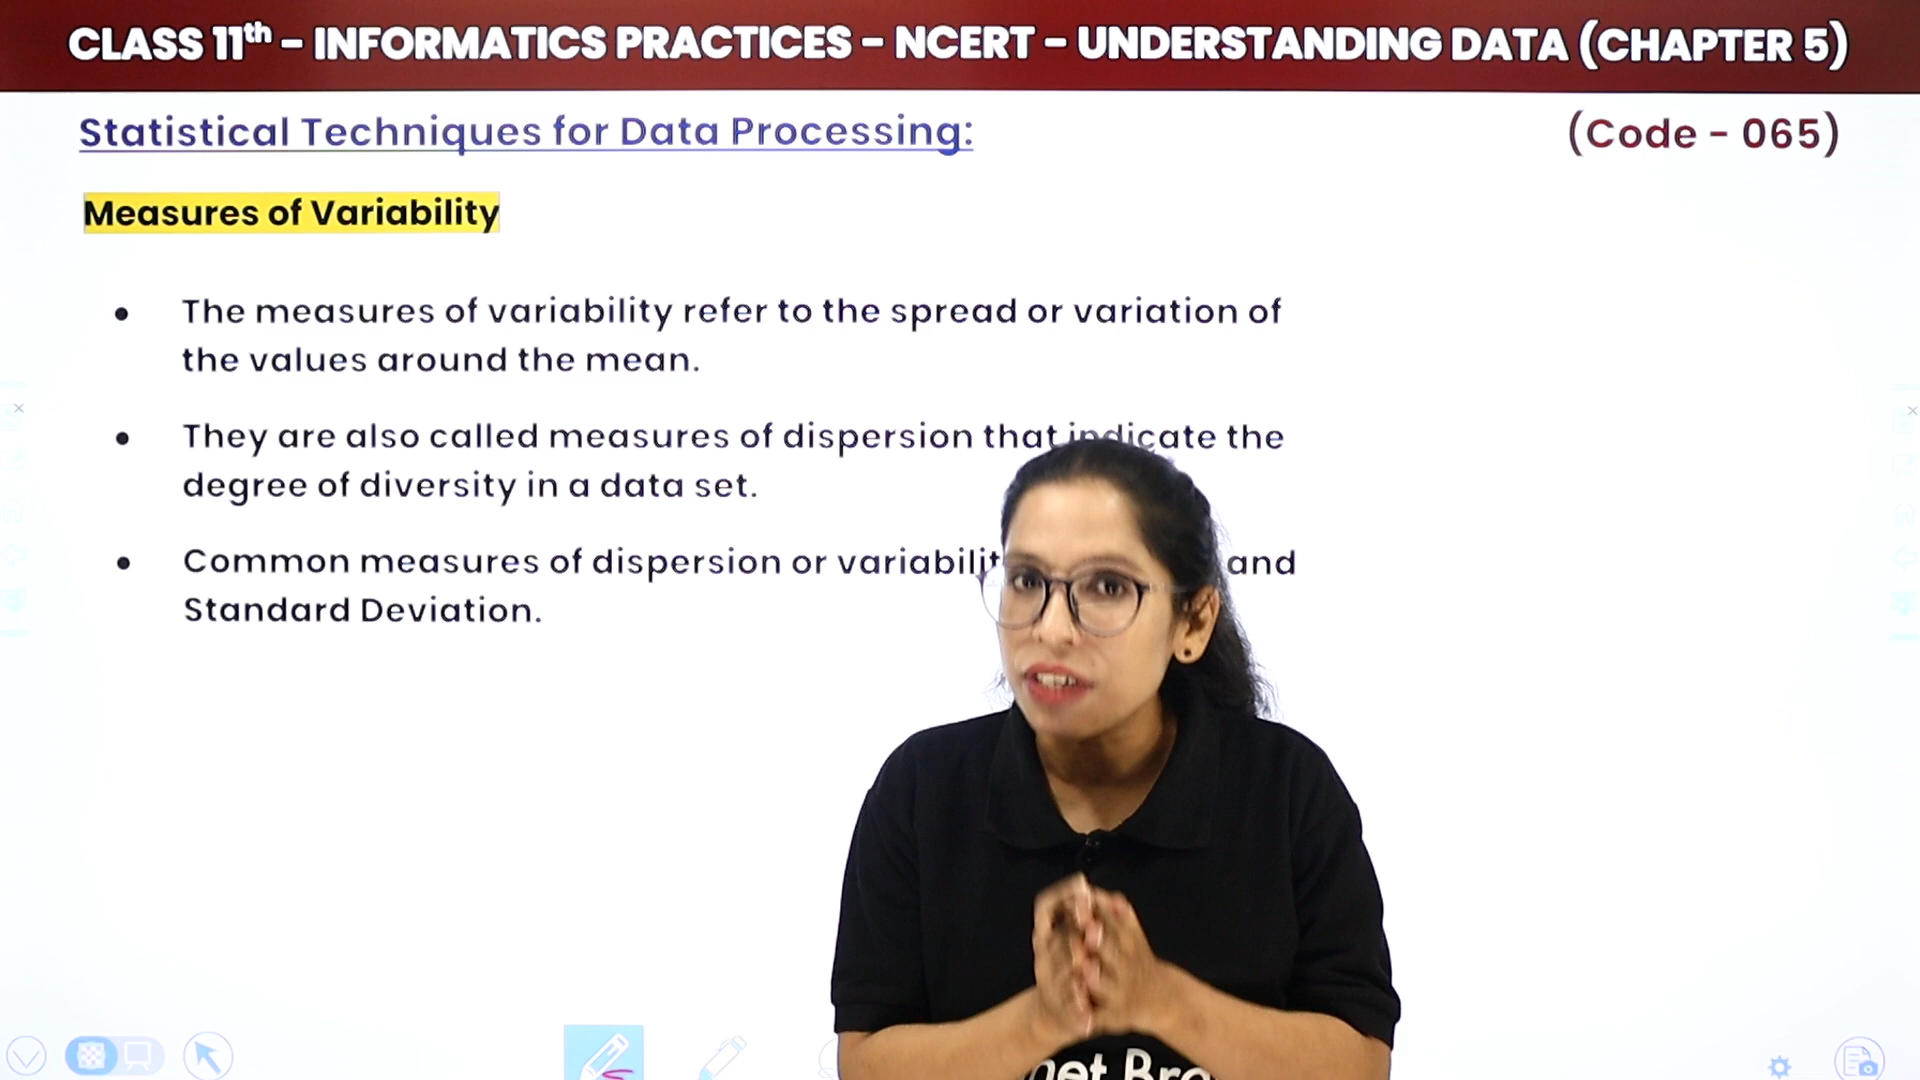 CLASS 11th - INFORMATICS PRACTICES - NCERT - UNDERSTANDING DATA (CHAPTER 5)
Statistical Techniques for Data Processing:
(Code - 065)
Measures of Variability
• The measures of variability refer to the spread or variation of
the values around the mean.
• They are also called measures of dispersion that indicate the
degree of diversity in a data set.
• Common measures of dispersion or and
Standard Deviation.